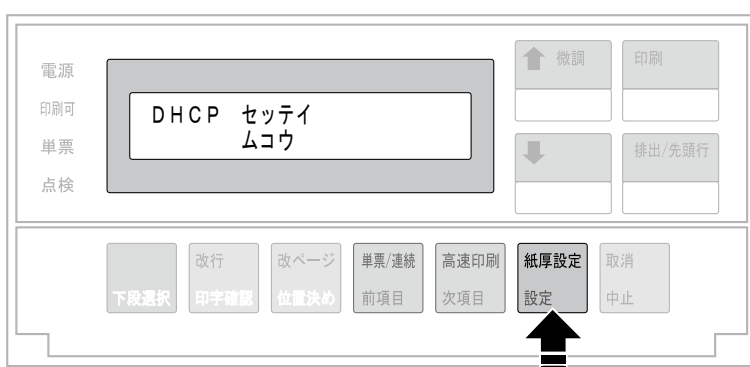 電源
印刷可
単票
点検
DHCP セッテイ
ムコウ
微調
印刷
排出/先頭行
下段選択
改行
印字確認
改ページ
位置決め
単票/連続
前項目
高速印刷
次項目
紙厚設定
設定
取消
中止